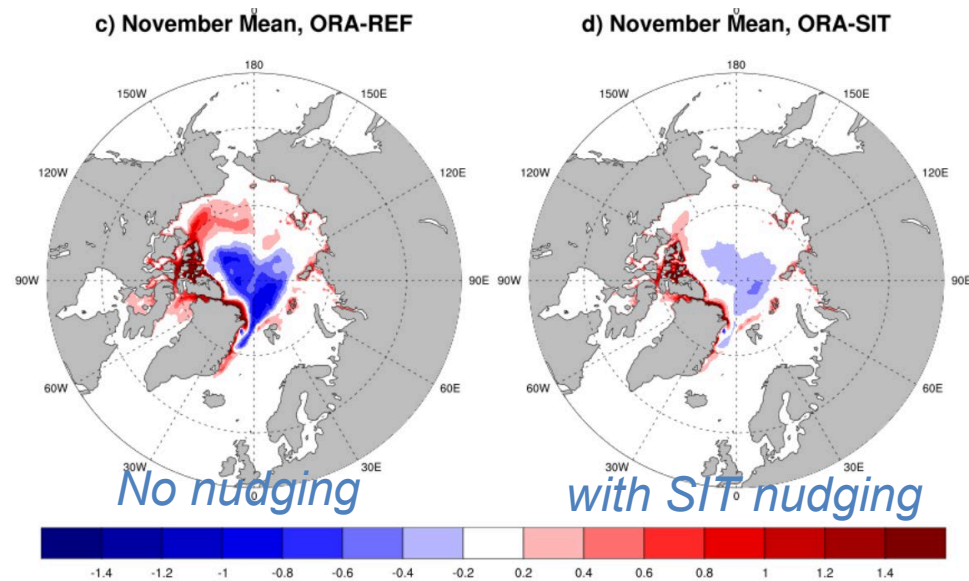 c) November Mean, ORA-REF
d) November Mean, ORA-SIT
180
150W
150E
120W
120E
90W
90E
60W
60E
30W
30E
0
180
150W
150E
120W
120E
90W
90E
60W
60E
30W
30E
0
No nudging
with SIT nudging
-1.4 -1.2 -1 -0.8 -0.6 -0.4 -0.2 0.2 0.4 0.6 0.8 1 1.2 1.4